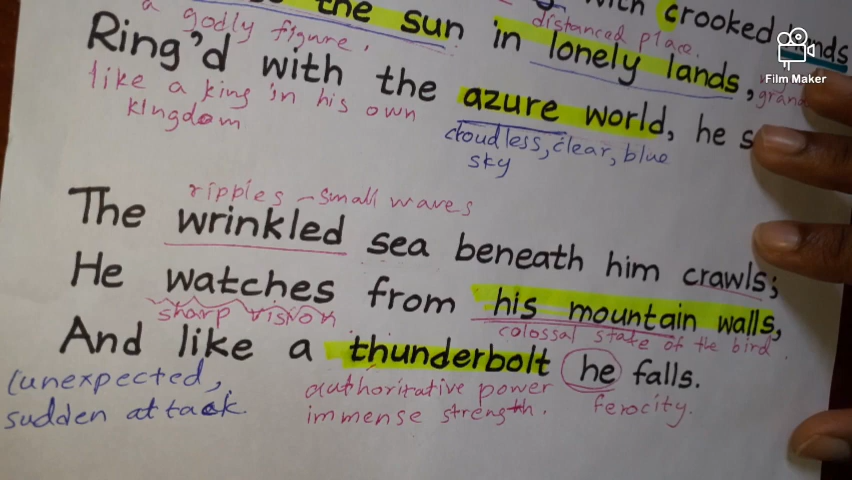 the sun in lonely lands,
with crooked
a godly figure.
distanced place.
Ring'd with the azure world, he s
like a king in his own
kingdom
cloudless, clear, blue
sky
grand
Film Maker
ripples - small waves
The wrinkled sea beneath him crawls;
He watches from his mountain walls,
sharp vision
colossal state of the bird.
And like a thunderbolt he falls.
(unexpected,
sudden attack.
authoritative power
immense strength.
ferocity.